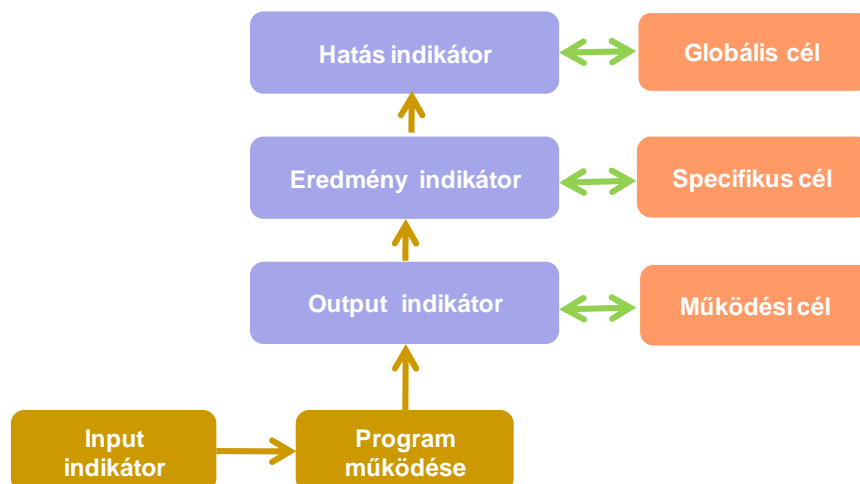 Hatás indikátor
Globális cél
Eredmény indikátor
Specifikus cél
Output indikátor
Működési cél
Input
indikátor
Program
működése